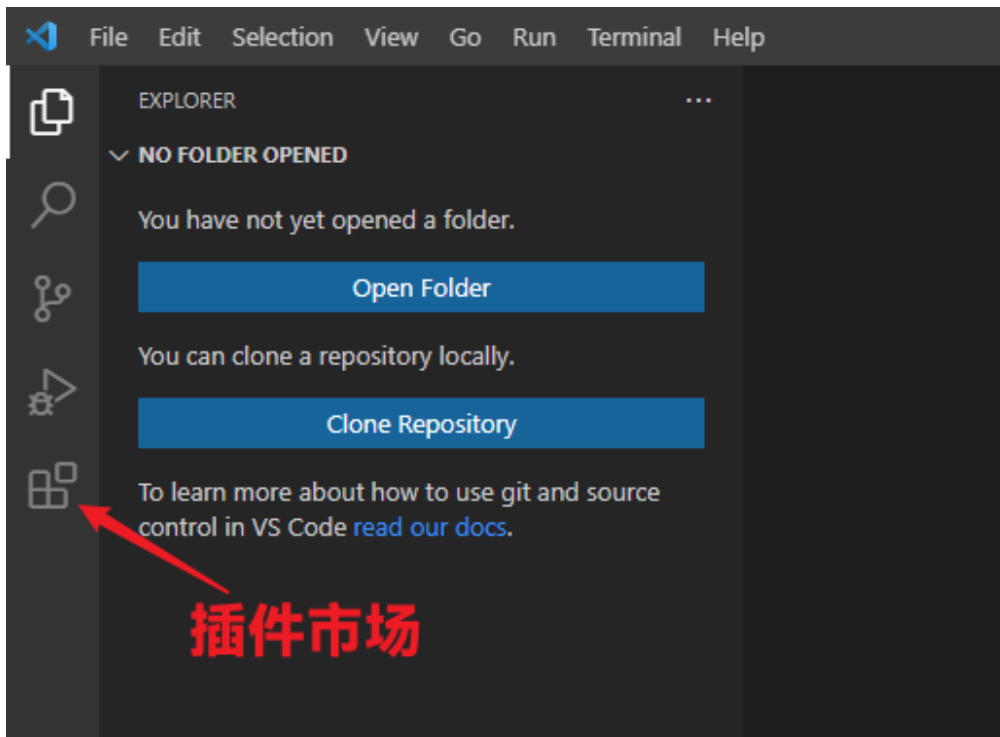 File Edit Selection View Go Run Terminal Help
EXPLORER ...
NO FOLDER OPENED
You have not yet opened a folder.
Open Folder
You can clone a repository locally.
Clone Repository
To learn more about how to use git and source
control in VS Code read our docs.
插件市场